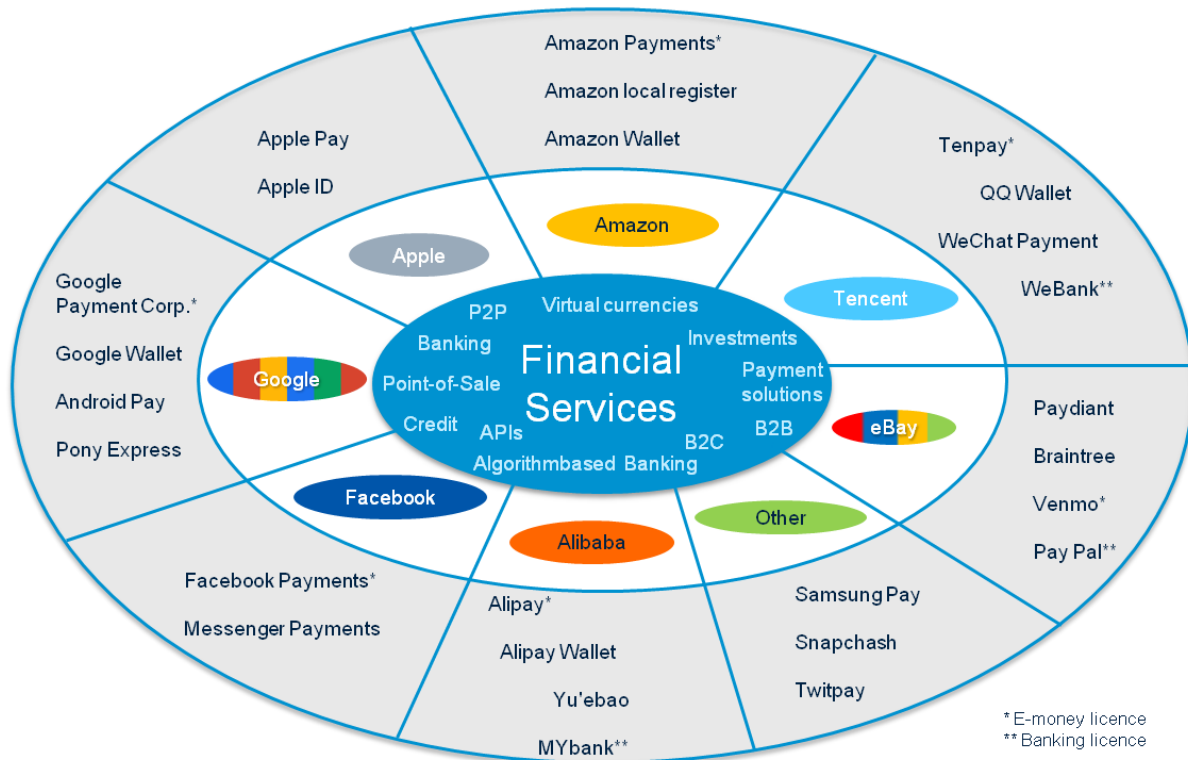 Amazon Payments*
Amazon local register
Amazon Wallet
Apple Pay
Apple ID
Tenpay*
QQ Wallet
WeChat Payment
WeBank**
Google
Payment Corp.*
Google Wallet
Android Pay
Pony Express
Apple
Amazon
Tencent
Google
eBay
Facebook
Alibaba
Other
P2P
Virtual currencies
Banking
Investments
Financial
Services
Point-of-Sale
Payment
solutions
Credit
APIs
B2C
B2B
Algorithmbased Banking
Paydiant
Braintree
Venmo*
Pay Pal**
Facebook Payments*
Messenger Payments
Alipay*
Alipay Wallet
Yu'ebao
MYbank**
Samsung Pay
Snapchash
Twitpay
* E-money licence
** Banking licence